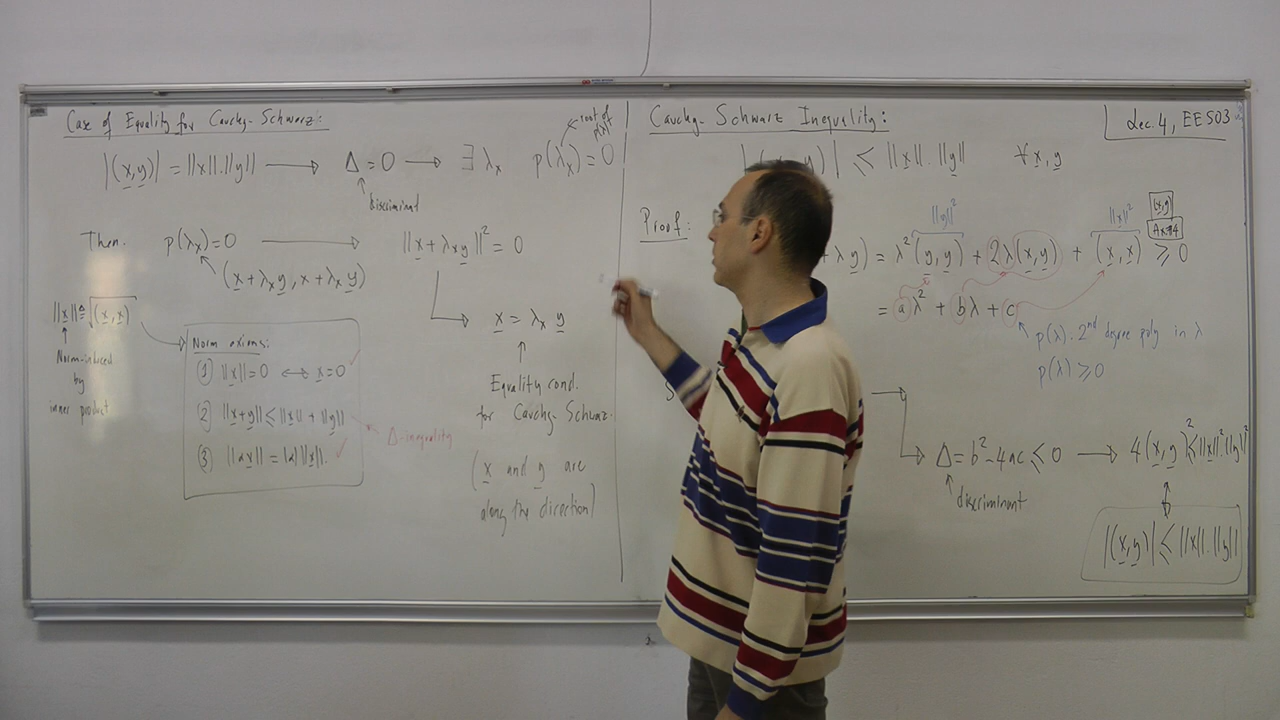 Case of Equality for Cauchy-Schwarz:
|(x,y)| = ||x||.||y|| → Δ = 0 → ∃ λx p(λx) = 0
root of p(λ)
discriminant
Then. p(λx) = 0 → ||x + λx y||² = 0
(x + λx y, x + λx y)
x = λx y
Equality cond.
for Cauchy-Schwarz.
(x and y are
along the direction)
||x|| ≜ √(x, x)
Norm-induced
by
inner product
Norm axioms:
(1) ||x|| = 0 ↔ x = 0 ✓
(2) ||x+y|| ≤ ||x|| + ||y||
Δ-inequality
(3) ||αx|| = |α| ||x||. ✓
Lec. 4, EE503
Cauchy-Schwarz Inequality:
y)| ≤ ||x||.||y|| ∀ x, y
Proof:
||y||² ||x||² (x,y)
λ y) = λ² (y, y) + 2λ(x, y) + (x, x) ≥ 0
= aλ² + bλ + c
p(λ). 2nd degree poly in λ
p(λ) ≥ 0
Δ = b² - 4ac ≤ 0 → 4(x, y)² ≤ ||x||².||y||²
discriminant
|(x,y)| ≤ ||x||.||y||